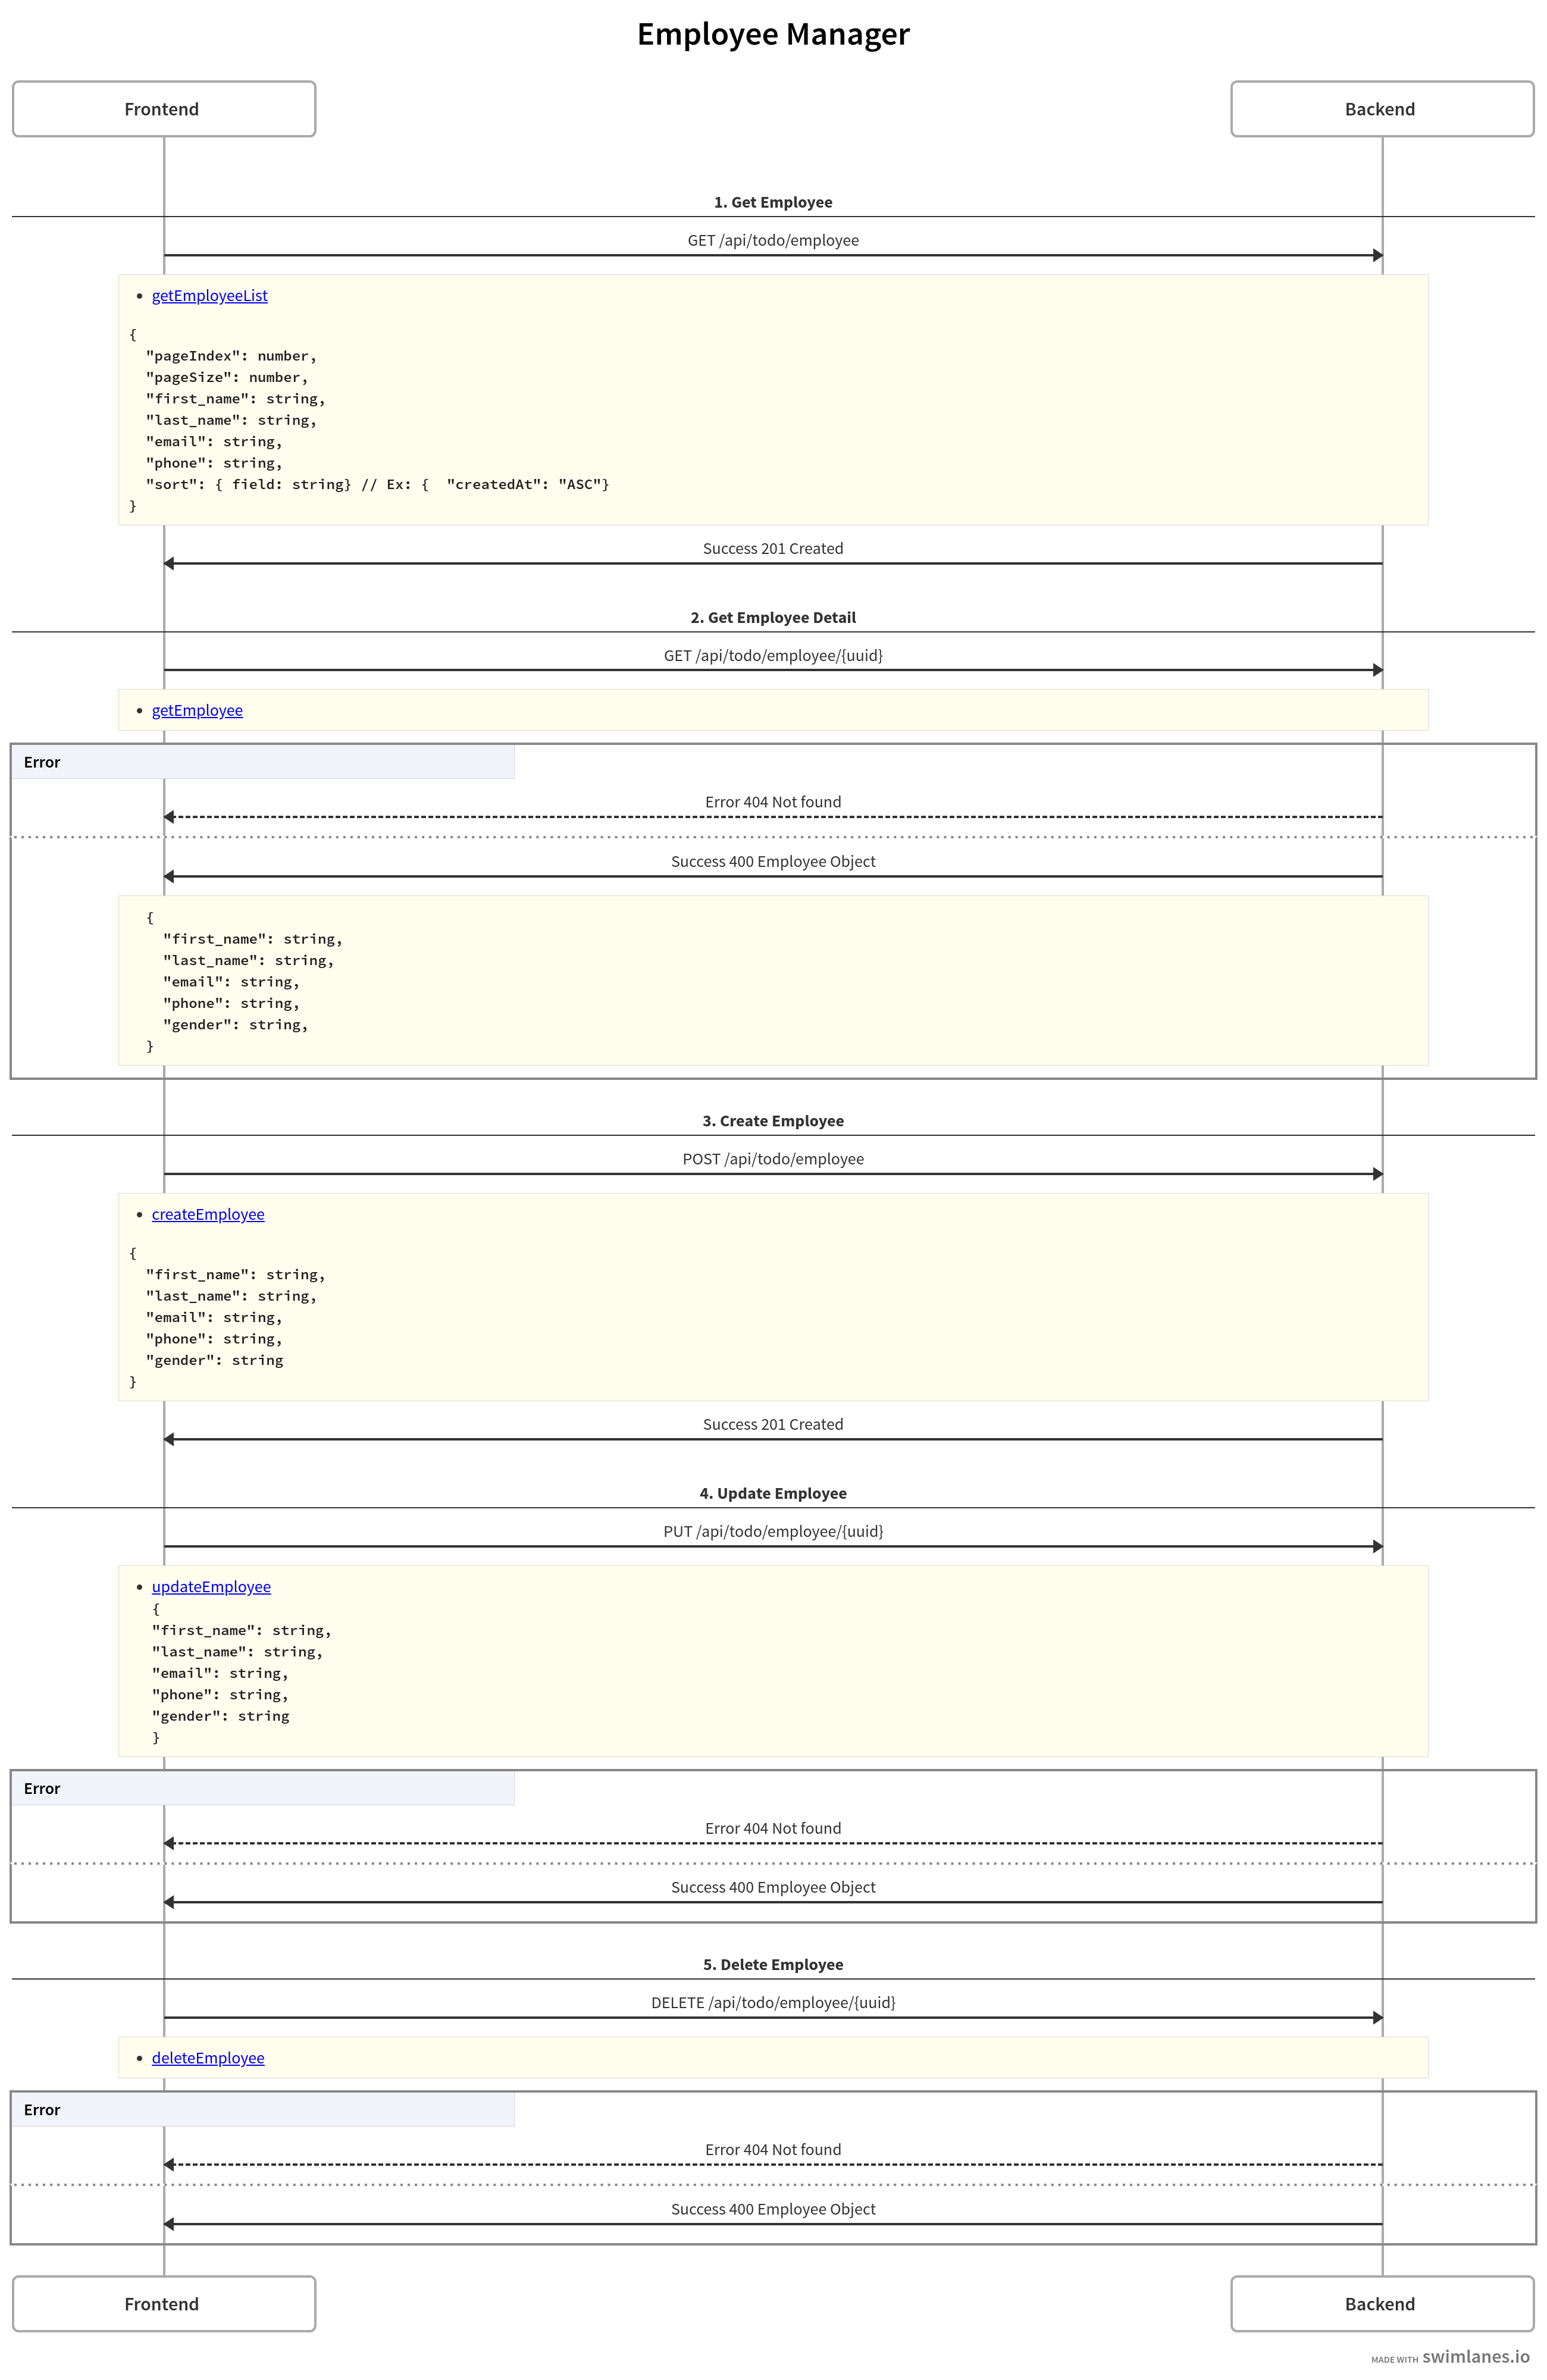 Employee Manager
Frontend
Backend
1. Get Employee
GET /api/todo/employee
• getEmployeeList
{
  "pageIndex": number,
  "pageSize": number,
  "first_name": string,
  "last_name": string,
  "email": string,
  "phone": string,
  "sort": { field: string} // Ex: {  "createdAt": "ASC"}
}
Success 201 Created
2. Get Employee Detail
GET /api/todo/employee/{uuid}
• getEmployee
Error
Error 404 Not found
Success 400 Employee Object
  {
    "first_name": string,
    "last_name": string,
    "email": string,
    "phone": string,
    "gender": string,
  }
3. Create Employee
POST /api/todo/employee
• createEmployee
{
  "first_name": string,
  "last_name": string,
  "email": string,
  "phone": string,
  "gender": string
}
Success 201 Created
4. Update Employee
PUT /api/todo/employee/{uuid}
• updateEmployee
{
"first_name": string,
"last_name": string,
"email": string,
"phone": string,
"gender": string
}
Error
Error 404 Not found
Success 400 Employee Object
5. Delete Employee
DELETE /api/todo/employee/{uuid}
• deleteEmployee
Error
Error 404 Not found
Success 400 Employee Object
Frontend
Backend
MADE WITH swimlanes.io